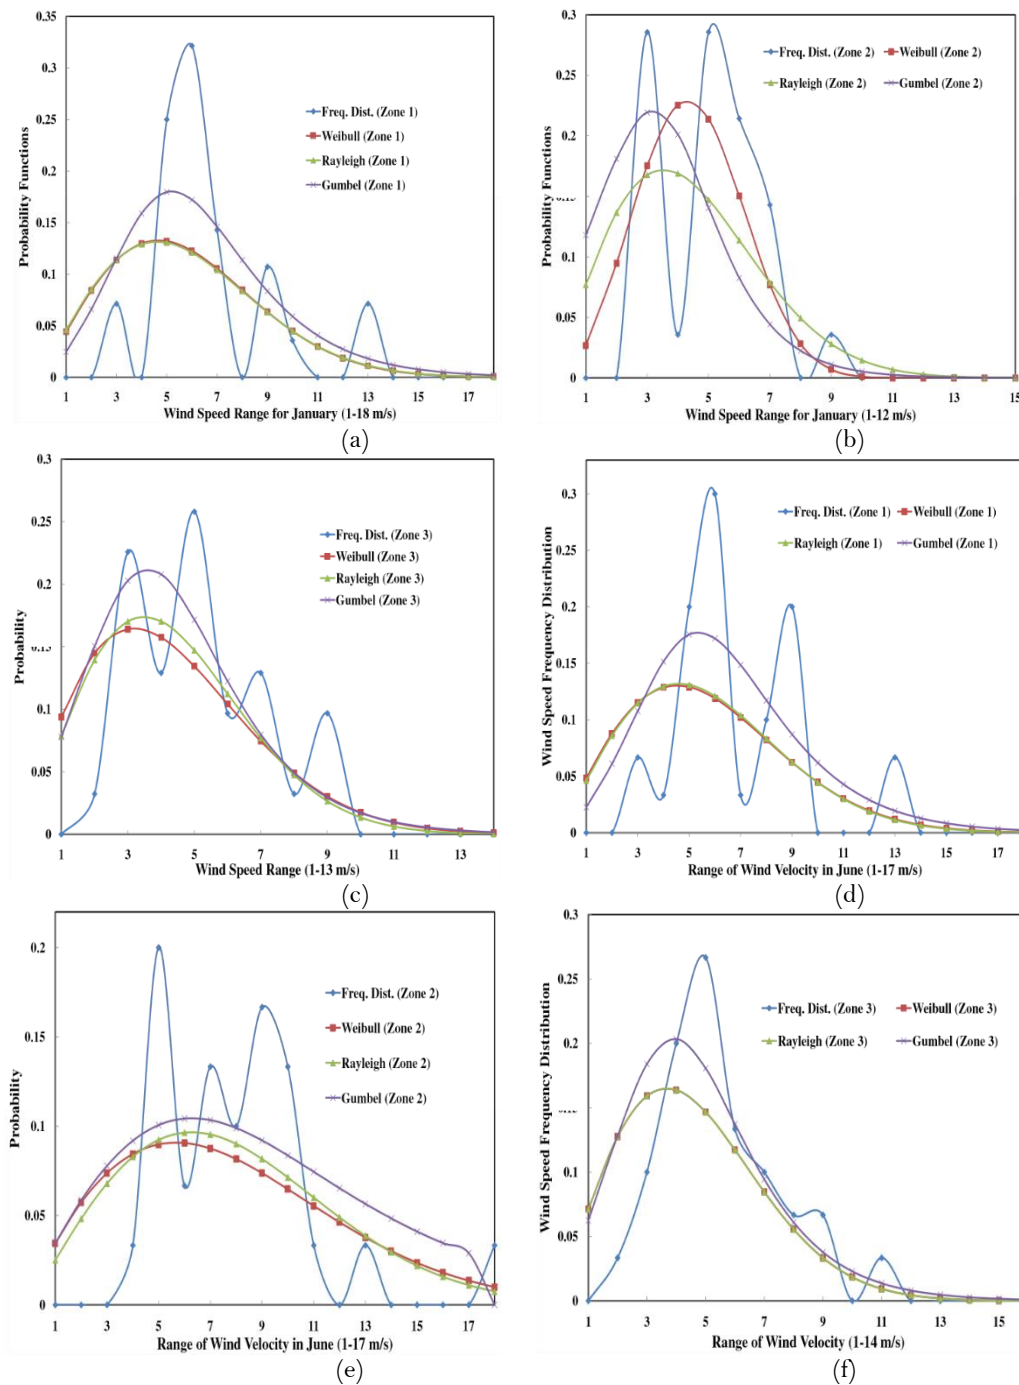 0.35
0.3
0.25
0.2
0.15
0.1
0.05
0
Probability Functions
Freq. Dist. (Zone 1)
Weibull (Zone 1)
Rayleigh (Zone 1)
Gumbel (Zone 1)
1 3 5 7 9 11 13 15 17
Wind Speed Range for January (1-18 m/s)
(a)
0.3
0.25
0.2
0.1
0.05
0
Probability Functions
Freq. Dist. (Zone 2) Weibull (Zone 2)
Rayleigh (Zone 2) Gumbel (Zone 2)
1 3 5 7 9 11 13 15
Wind Speed Range for January (1-12 m/s)
(b)
0.3
0.25
0.2
0.1
0.05
0
Probability
Freq. Dist. (Zone 3)
Weibull (Zone 3)
Rayleigh (Zone 3)
Gumbel (Zone 3)
1 3 5 7 9 11 13
Wind Speed Range (1-13 m/s)
(c)
0.3
0.25
0.2
0.15
0.1
0.05
0
Wind Speed Frequency Distribution
Freq. Dist. (Zone 1) Weibull (Zone 1)
Rayleigh (Zone 1) Gumbel (Zone 1)
1 3 5 7 9 11 13 15 17
Range of Wind Velocity in June (1-17 m/s)
(d)
0.2
0.15
0.1
0.05
0
Probability
Freq. Dist. (Zone 2)
Weibull (Zone 2)
Rayleigh (Zone 2)
Gumbel (Zone 2)
1 3 5 7 9 11 13 15 17
Range of Wind Velocity in June (1-17 m/s)
(e)
0.3
0.25
0.2
0.1
0.05
0
Wind Speed Frequency Distribution
Freq. Dist. (Zone 3) Weibull (Zone 3)
Rayleigh (Zone 3) Gumbel (Zone 3)
1 3 5 7 9 11 13 15
Range of Wind Velocity (1-14 m/s)
(f)